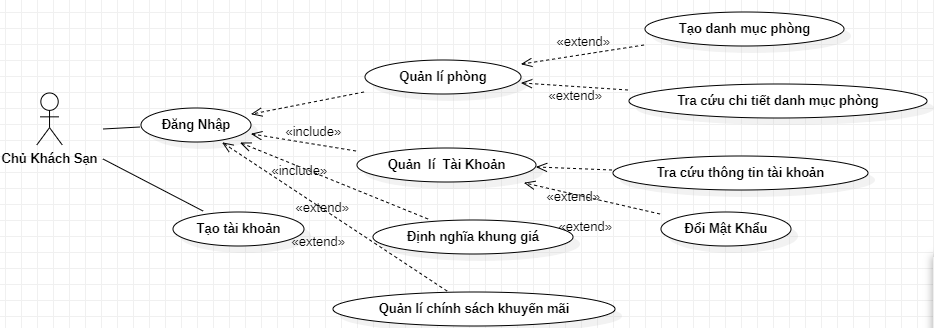 Tạo danh mục phòng
«extend»
Quản lí phòng
«extend»
Tra cứu chi tiết danh mục phòng
Đăng Nhập
«include»
Chủ Khách Sạn
Quản lí Tài Khoản
«include»
Tra cứu thông tin tài khoản
«extend»
«extend»
Tạo tài khoản
Định nghĩa khung giá
«extend»
Đổi Mật Khẩu
«extend»
Quản lí chính sách khuyến mãi